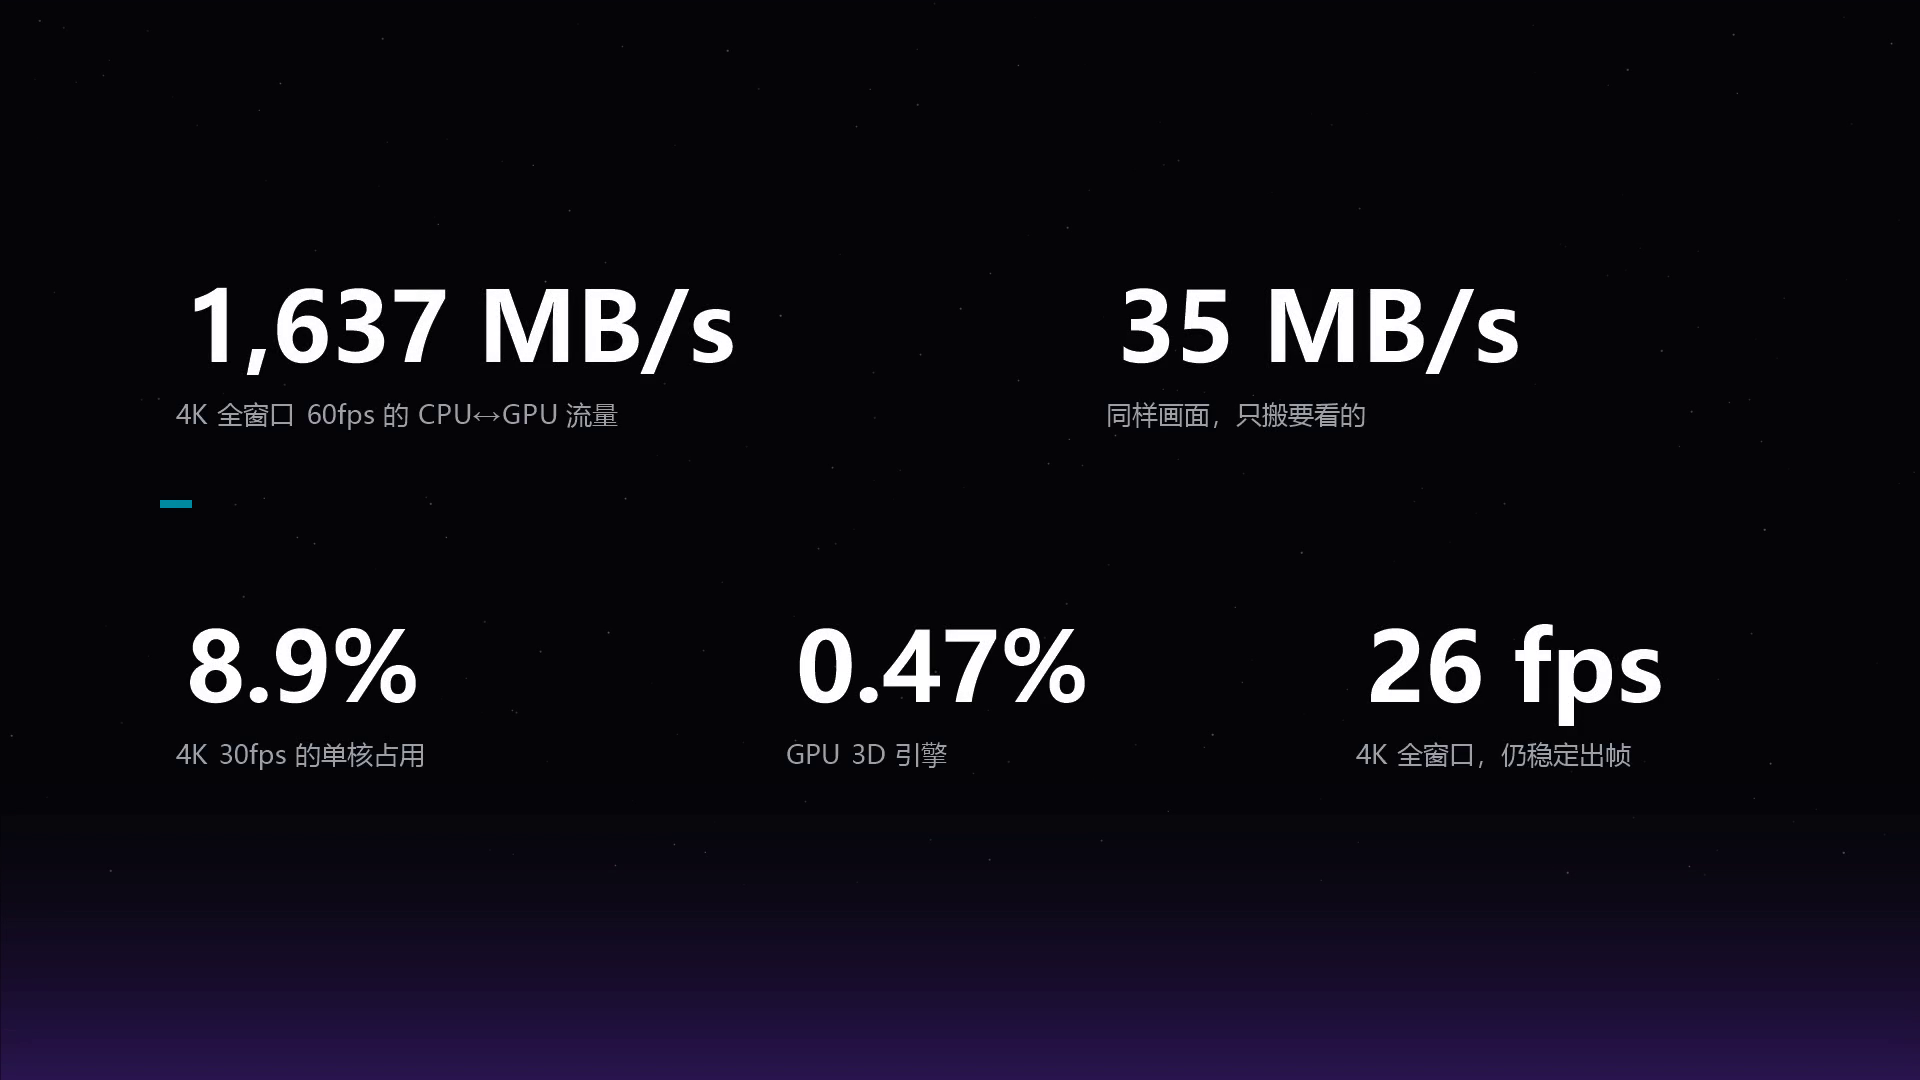 1,637 MB/s
4K 全窗口 60fps 的 CPU↔GPU 流量
35 MB/s
同样画面，只搬要看的
8.9%
4K 30fps 的单核占用
0.47%
GPU 3D 引擎
26 fps
4K 全窗口，仍稳定出帧